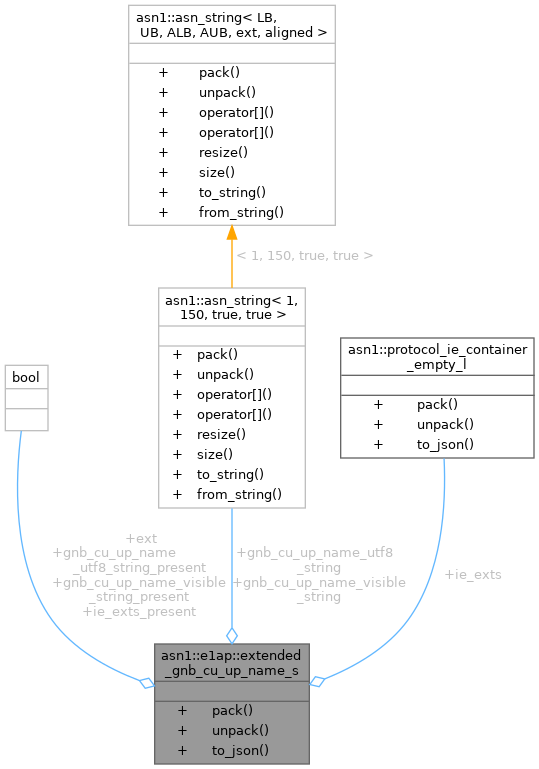 asn1::asn_string< LB,
UB, ALB, AUB, ext, aligned >
+ pack()
+ unpack()
+ operator[]()
+ operator[]()
+ resize()
+ size()
+ to_string()
+ from_string()
< 1, 150, true, true >
asn1::asn_string< 1,
150, true, true >
+ pack()
+ unpack()
+ operator[]()
+ operator[]()
+ resize()
+ size()
+ to_string()
+ from_string()
asn1::protocol_ie_container
_empty_l
+ pack()
+ unpack()
+ to_json()
bool
+ext
+gnb_cu_up_name
_utf8_string_present
+gnb_cu_up_name_visible
_string_present
+ie_exts_present
+gnb_cu_up_name_utf8
_string
+gnb_cu_up_name_visible
_string
+ie_exts
asn1::e1ap::extended
_gnb_cu_up_name_s
+ pack()
+ unpack()
+ to_json()